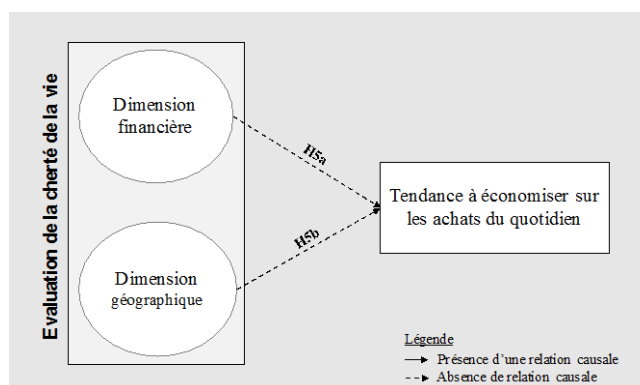 Evaluation de la cherté de la vie
Dimension
financière
Dimension
géographique
H5a
H5b
Tendance à économiser sur
les achats du quotidien
Légende
Présence d'une relation causale
Absence de relation causale